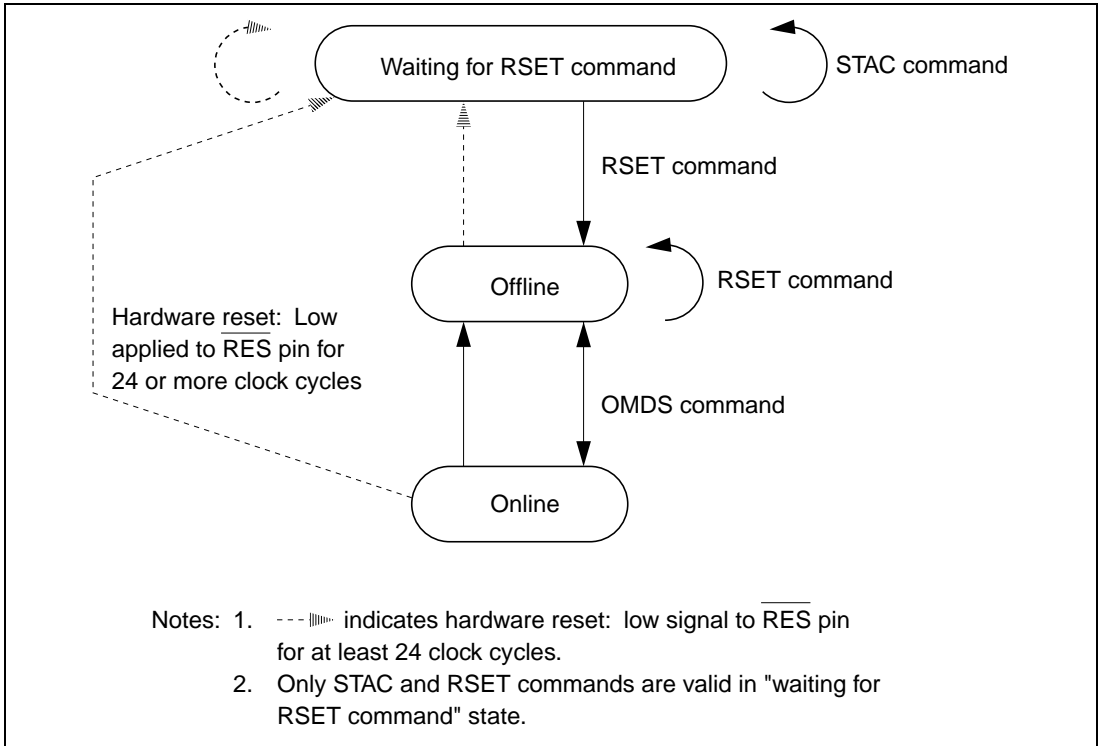 Waiting for RSET command
STAC command
RSET command
Offline
RSET command
Hardware reset: Low
applied to R̅E̅S̅ pin for
24 or more clock cycles
OMDS command
Online
Notes: 1. indicates hardware reset: low signal to R̅E̅S̅ pin
for at least 24 clock cycles.
2. Only STAC and RSET commands are valid in "waiting for
RSET command" state.